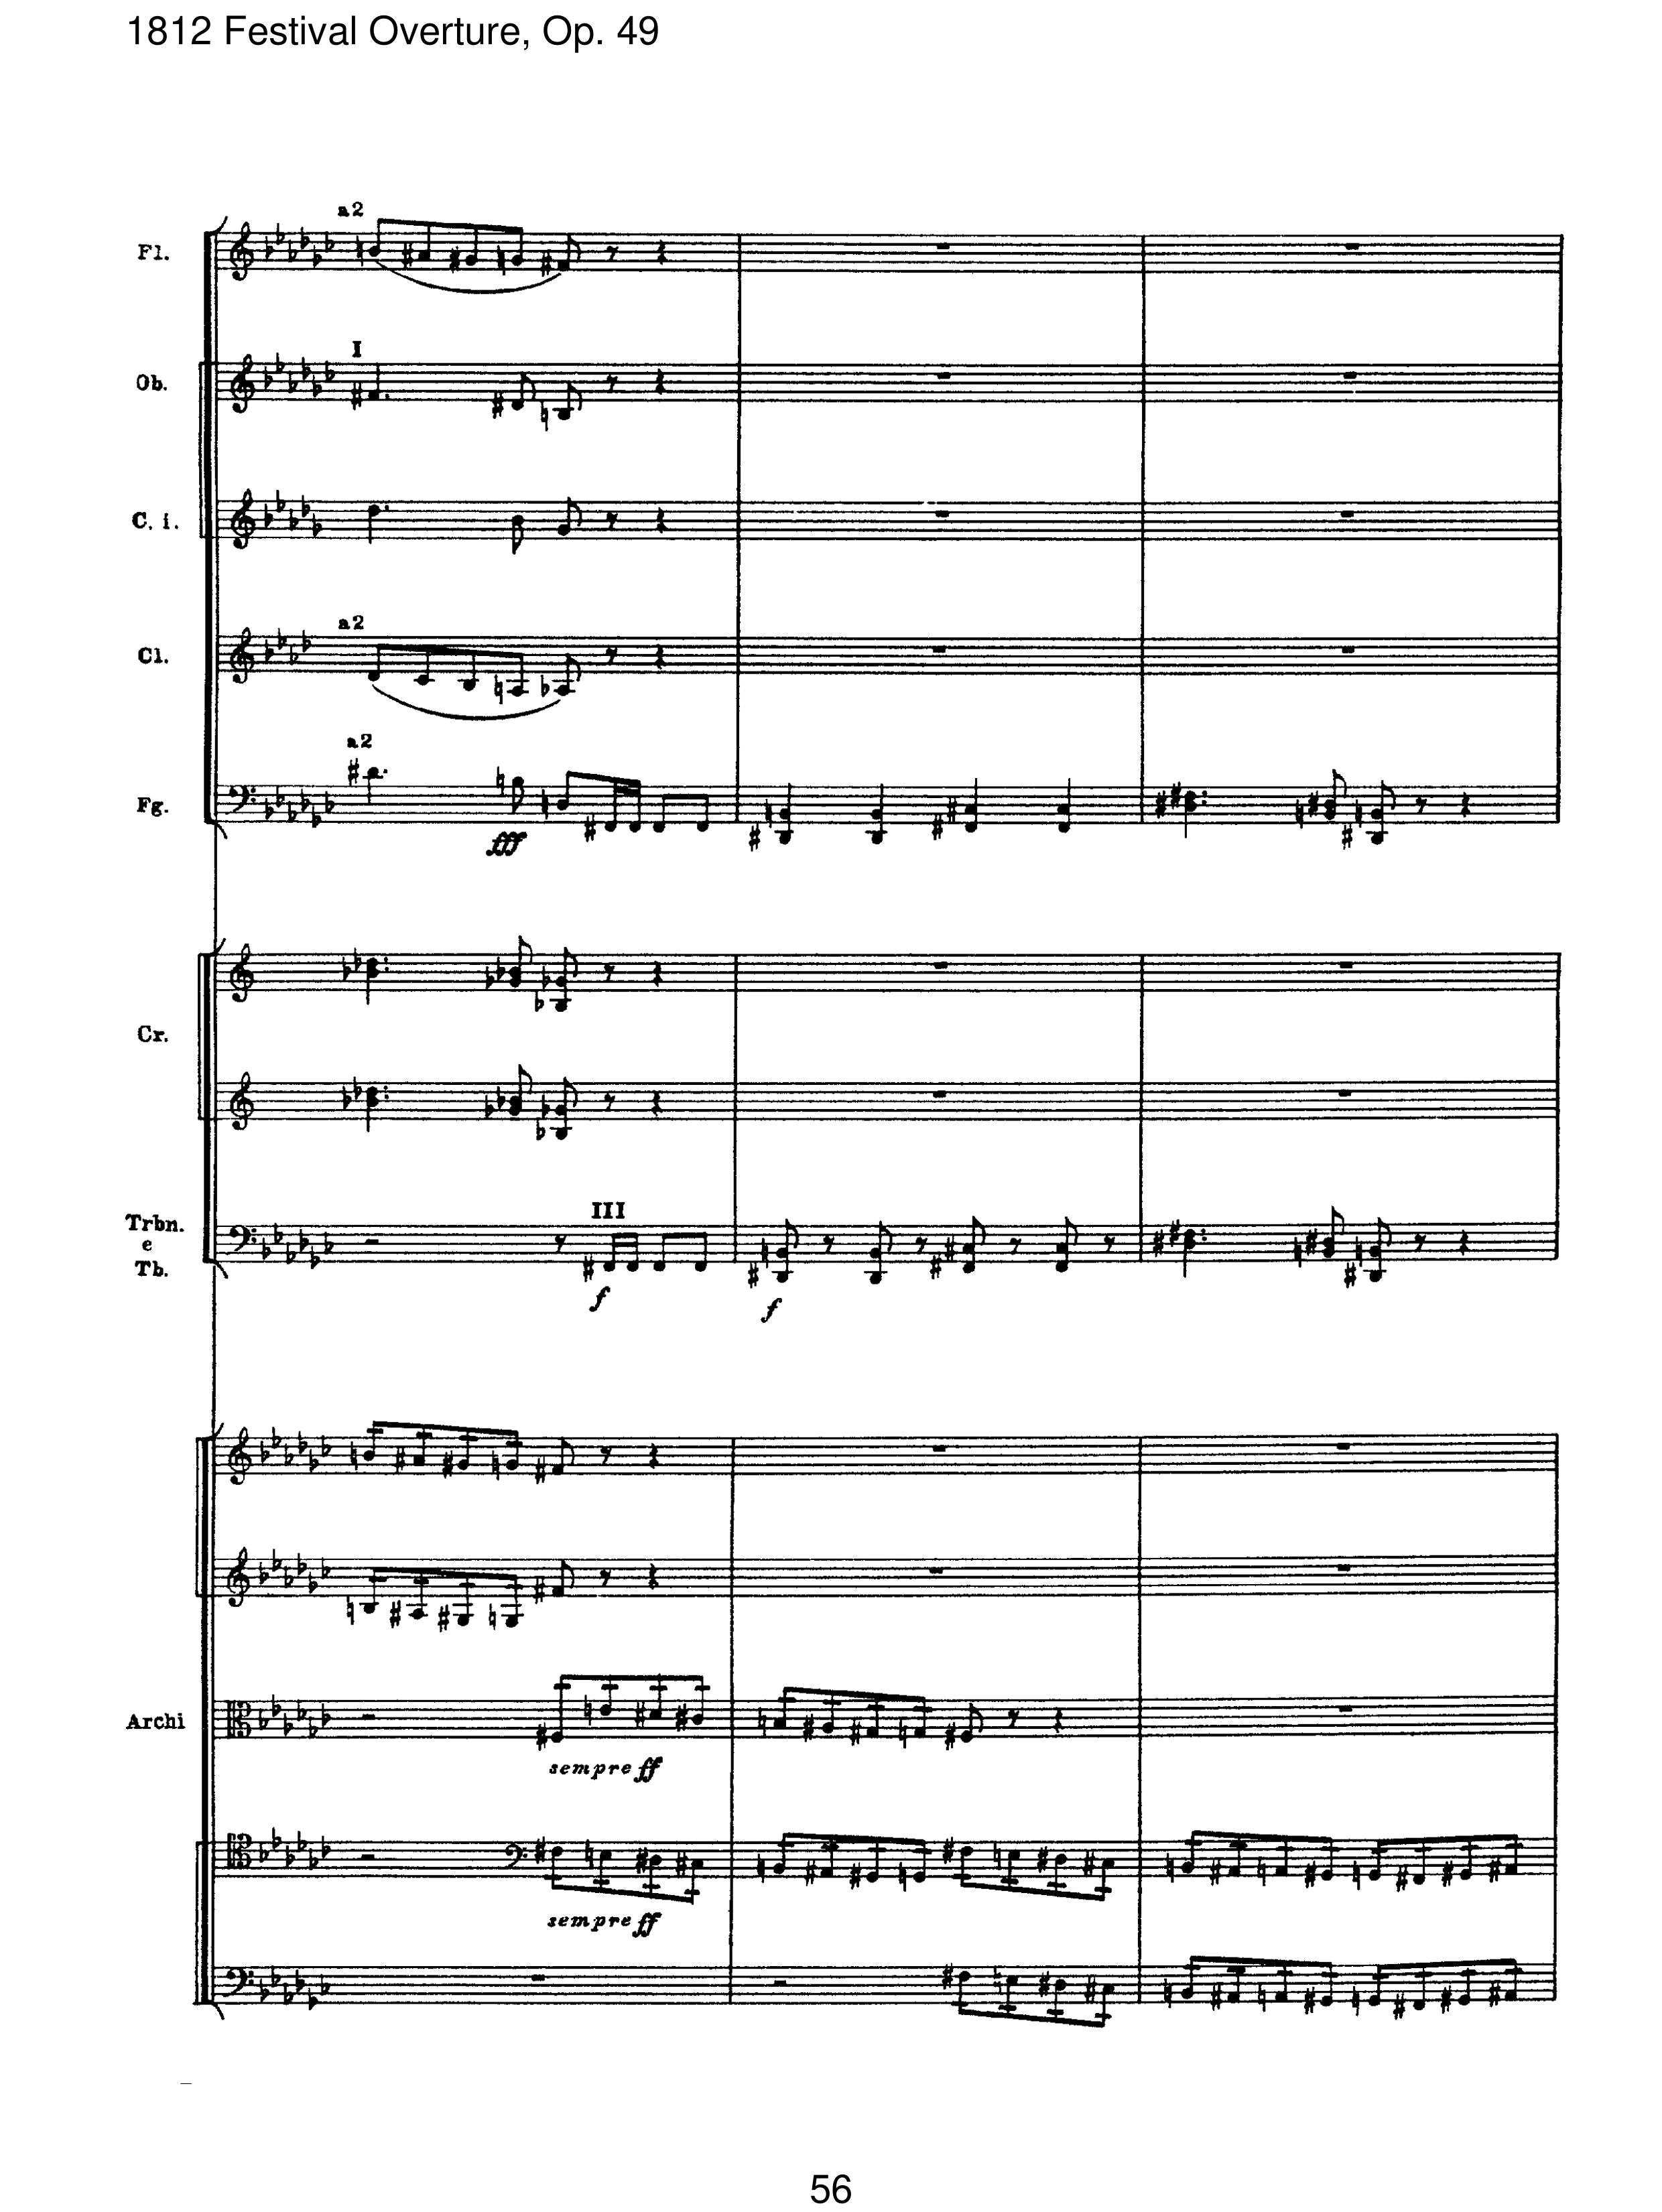 1812 Festival Overture, Op. 49
a2
Fl.
I
Ob.
C. i.
a2
Cl.
a2
Fg.
fff
Cr.
III
Trbn.
e
Tb.
f
f
Archi
sempre ff
sempre ff
56